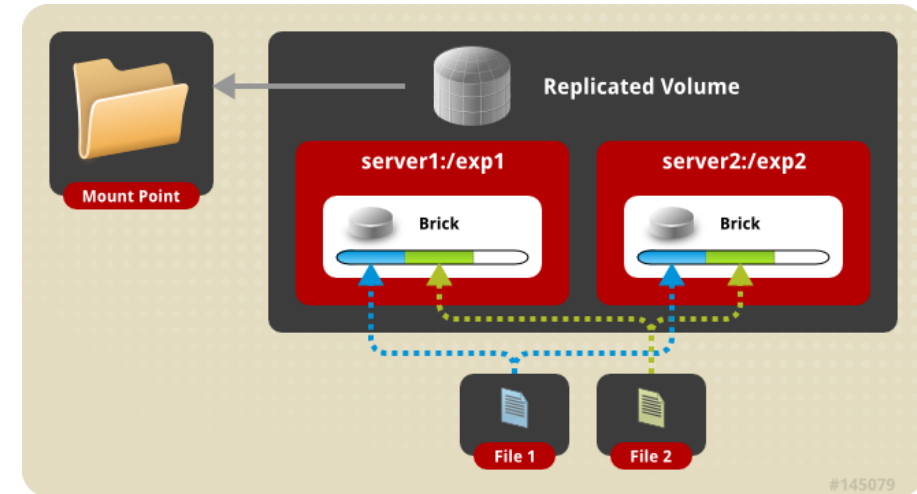 Replicated Volume
Mount Point
server1:/exp1
server2:/exp2
Brick
Brick
File 1
File 2
#145079